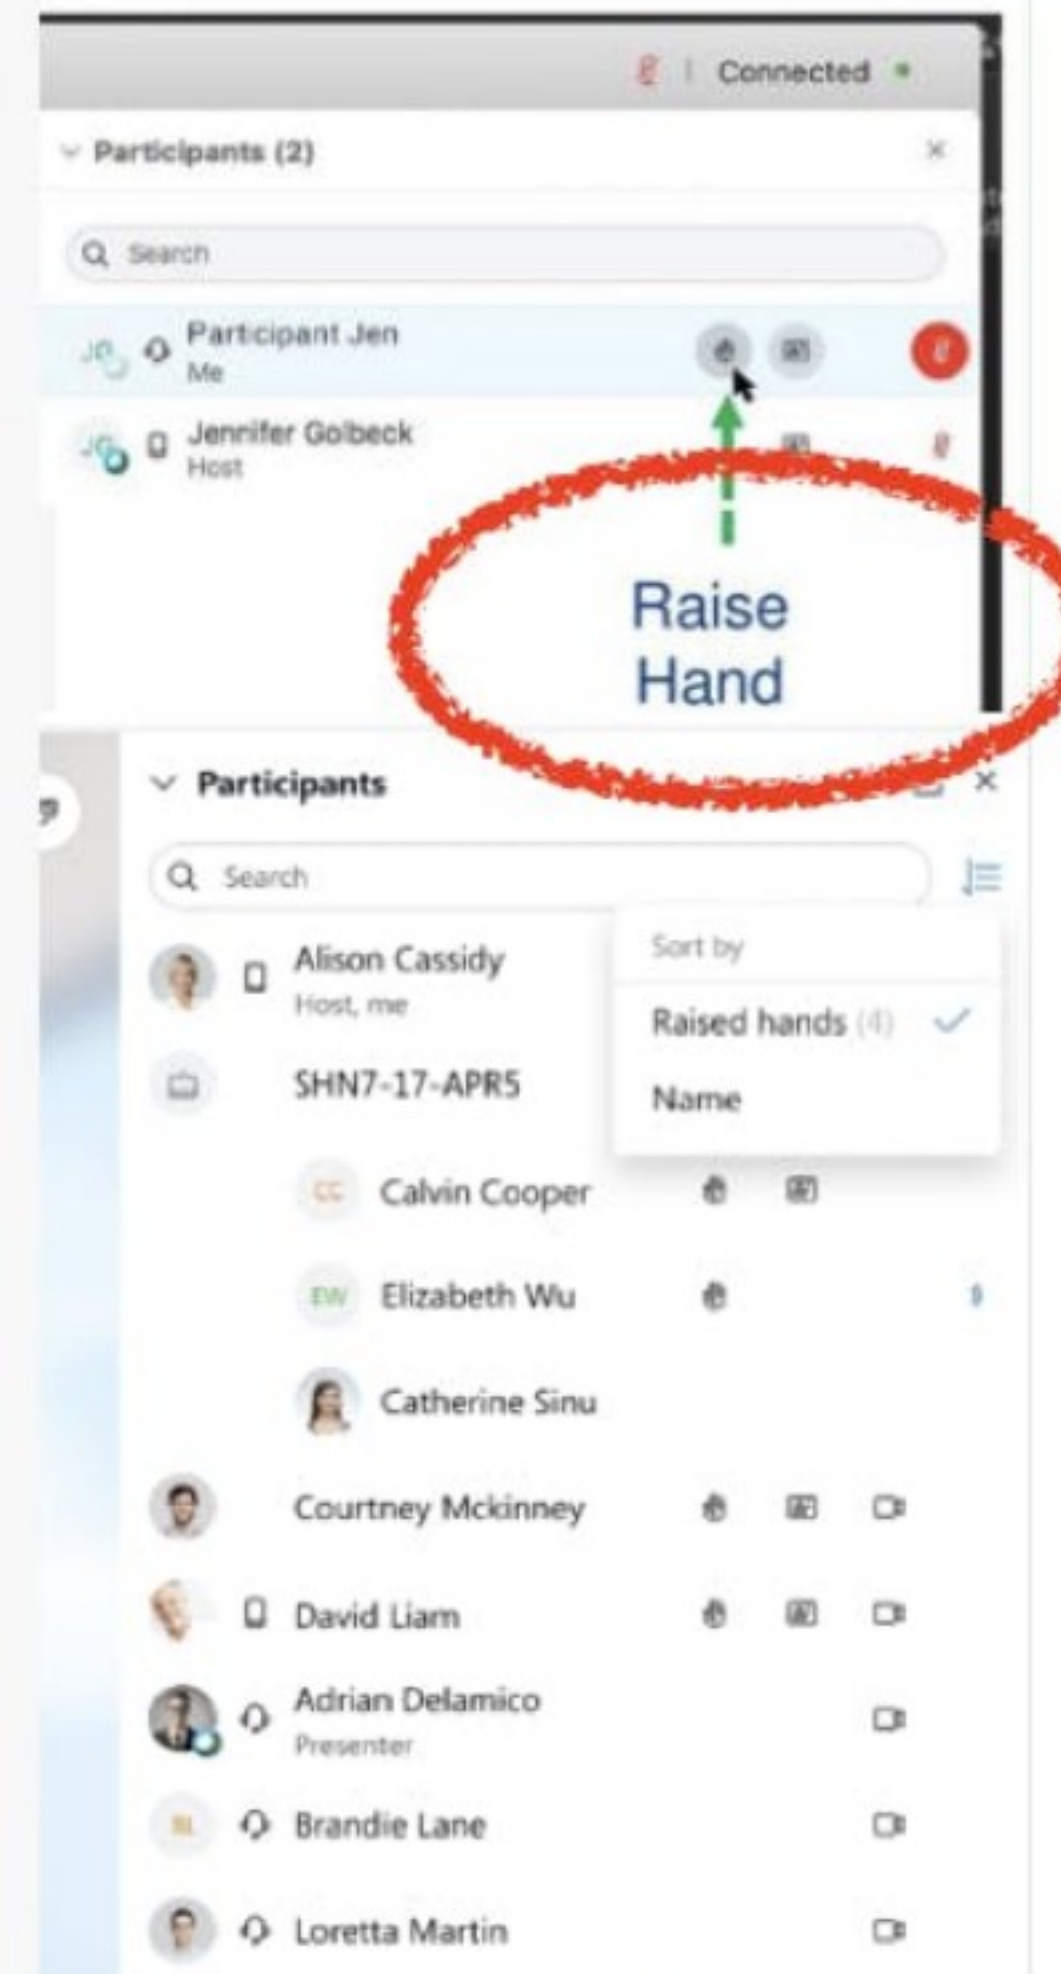 Connected
Participants (2)
Search
Participant Jen
Me
Jennifer Golbeck
Host
Raise
Hand
Participants
Search
Sort by
Raised hands (4)
Name
Alison Cassidy
Host, me
SHN7-17-APR5
CC Calvin Cooper
EW Elizabeth Wu
Catherine Sinu
Courtney Mckinney
David Liam
Adrian Delamico
Presenter
BL Brandie Lane
Loretta Martin